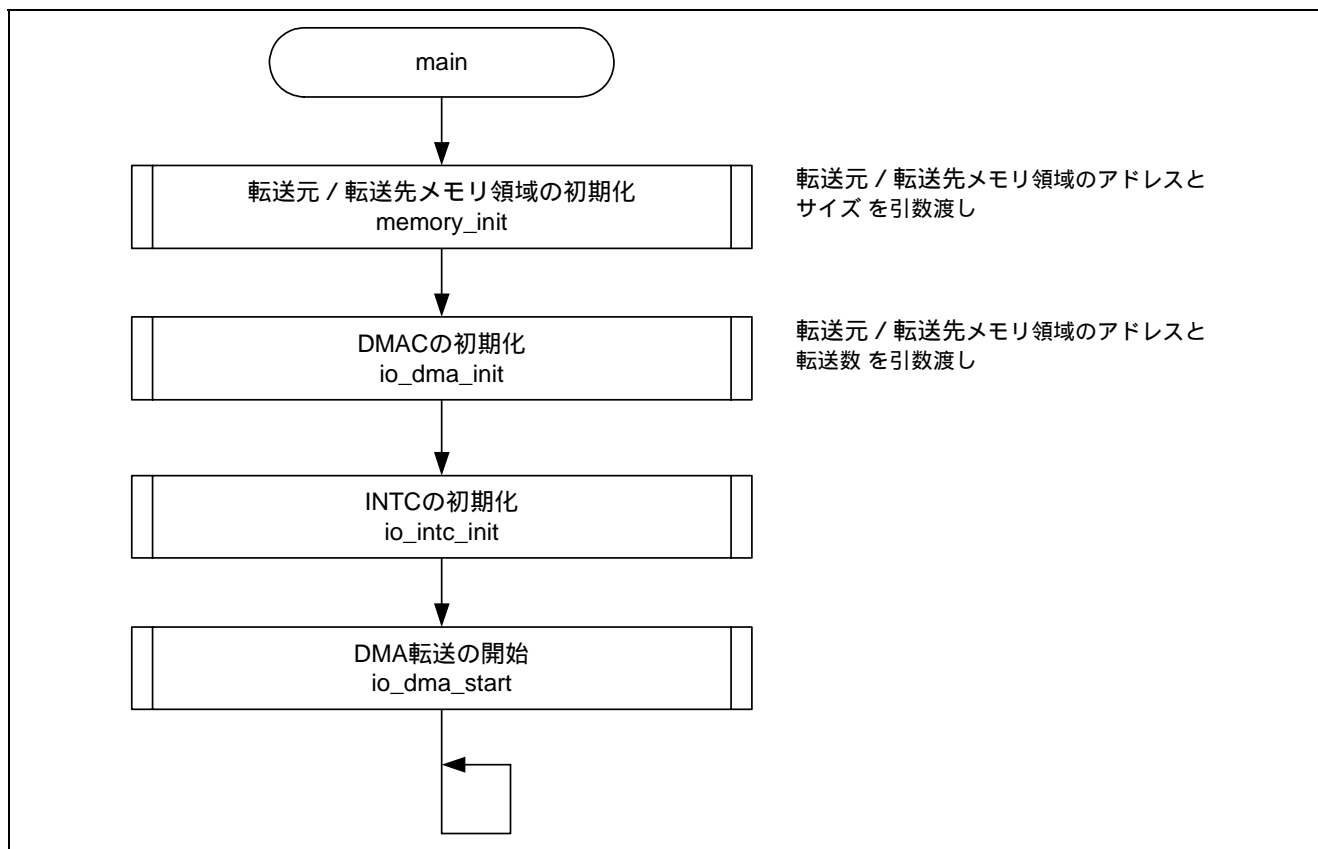 main
転送元 / 転送先メモリ領域の初期化
memory_init
転送元 / 転送先メモリ領域のアドレスと
サイズ を引数渡し
DMACの初期化
io_dma_init
転送元 / 転送先メモリ領域のアドレスと
転送数 を引数渡し
INTCの初期化
io_intc_init
DMA転送の開始
io_dma_start